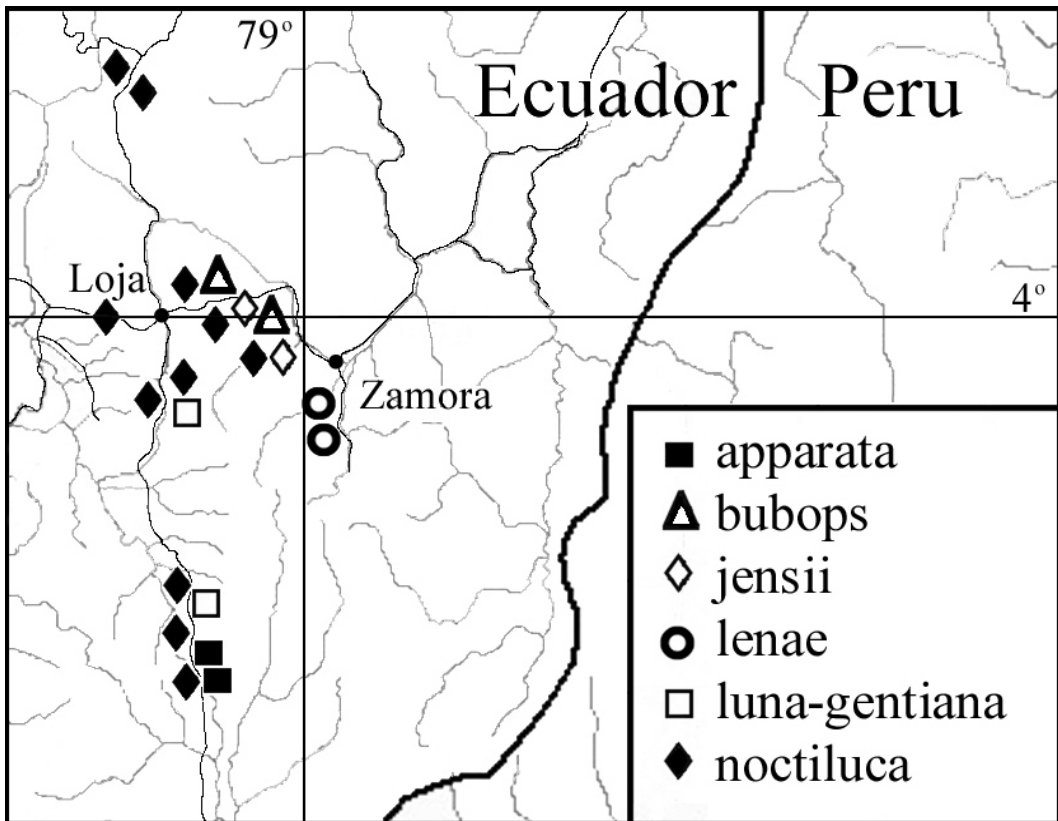 79°
Ecuador
Peru
Loja
4°
Zamora
apparata
bubops
jensii
lenae
luna-gentiana
noctiluca